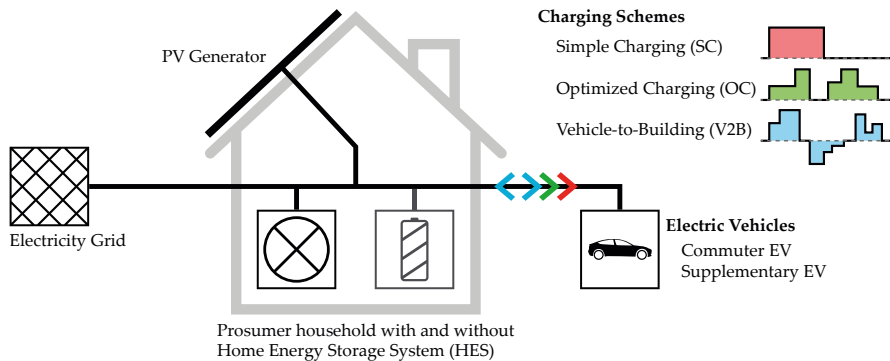 Charging Schemes
Simple Charging (SC)
Optimized Charging (OC)
Vehicle-to-Building (V2B)
PV Generator
Electricity Grid
Electric Vehicles
Commuter EV
Supplementary EV
Prosumer household with and without
Home Energy Storage System (HES)